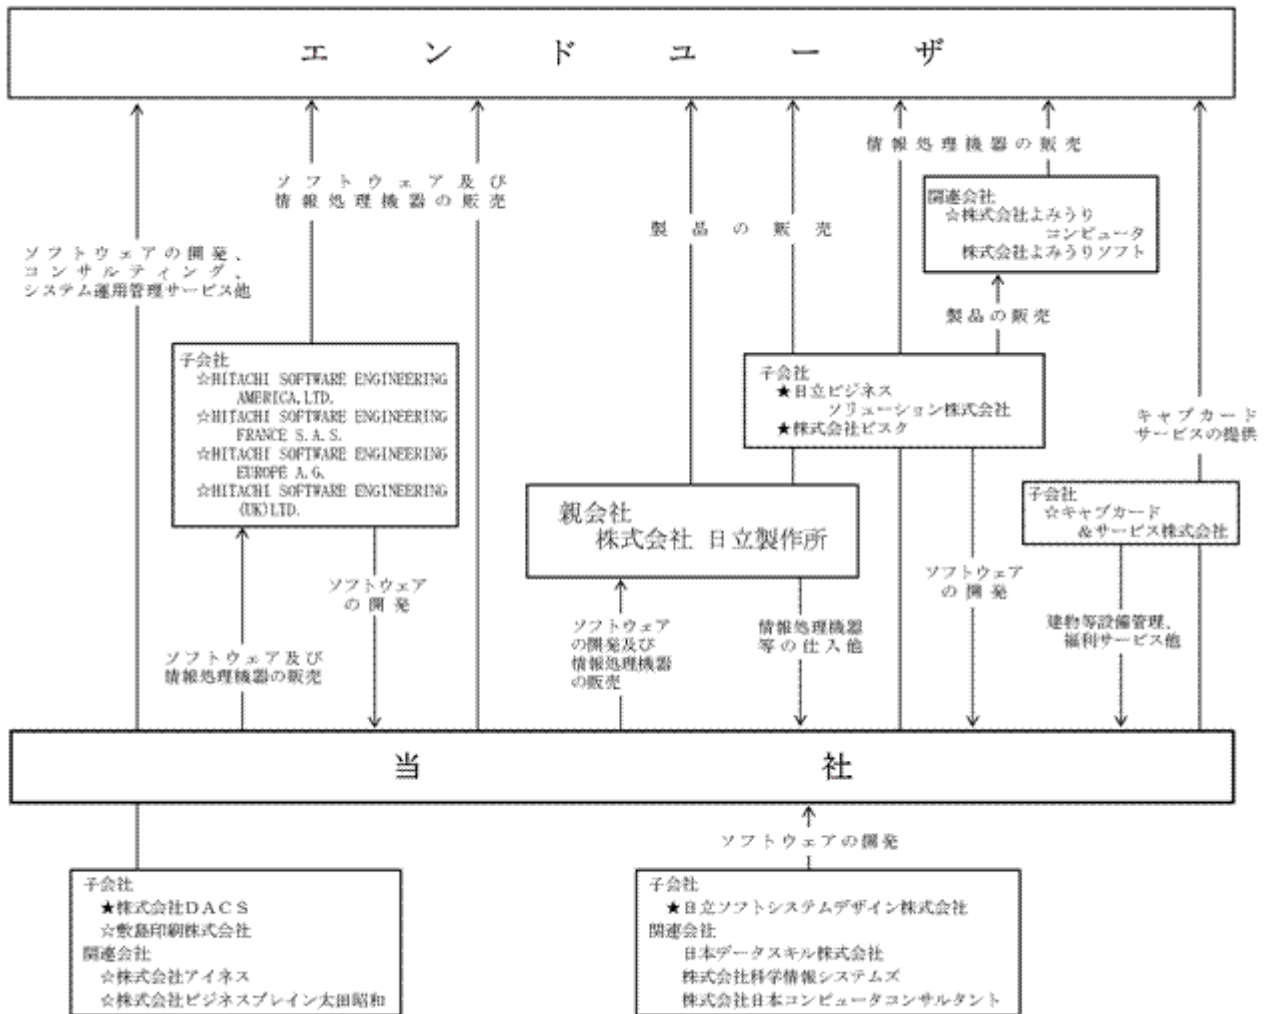 エンドユーザ
情報処理機器の販売
ソフトウェア及び
情報処理機器の販売
関連会社
☆株式会社よみうり
コンピュータ
株式会社よみうりソフト
製品の販売
ソフトウェアの開発、
コンサルティング、
システム運用管理サービス他
製品の販売
子会社
☆HITACHI SOFTWARE ENGINEERING
AMERICA,LTD.
☆HITACHI SOFTWARE ENGINEERING
FRANCE S.A.S.
☆HITACHI SOFTWARE ENGINEERING
EUROPE A.G.
☆HITACHI SOFTWARE ENGINEERING
(UK)LTD.
子会社
★日立ビジネス
ソリューション株式会社
★株式会社ビスタ
キャブカード
サービスの提供
親会社
株式会社 日立製作所
子会社
☆キャブカード
&サービス株式会社
ソフトウェア
の開発
ソフトウェア
の開発
ソフトウェア及び
情報処理機器の販売
ソフトウェア
の開発及び
情報処理機器
の販売
情報処理機器
等の仕入他
建物等設備管理、
福利サービス他
当社
ソフトウェアの開発
子会社
★株式会社DACS
☆敷島印刷株式会社
関連会社
☆株式会社アイネス
☆株式会社ビジネスブレイン太田昭和
子会社
★日立ソフトシステムデザイン株式会社
関連会社
日本データスキル株式会社
株式会社科学情報システムズ
株式会社日本コンピュータコンサルタント